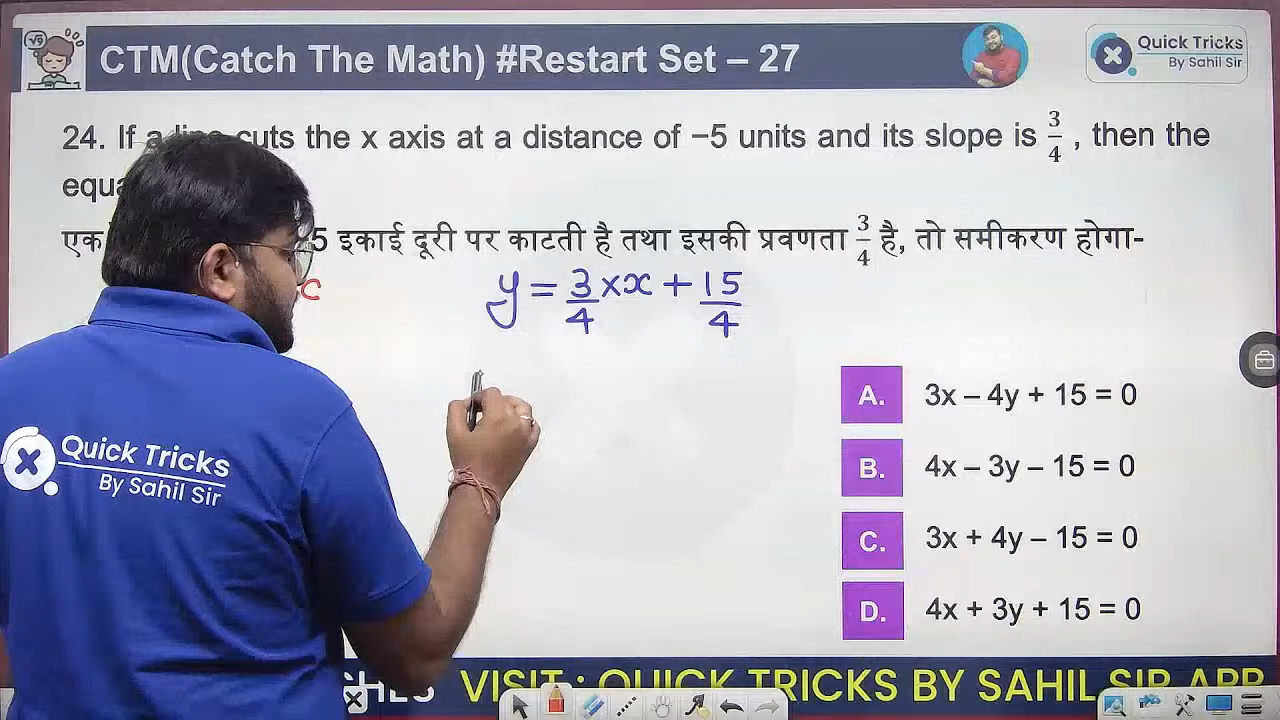 CTM(Catch The Math) #Restart Set – 27
Quick Tricks
By Sahil Sir
24. If a line cuts the x axis at a distance of −5 units and its slope is 3/4 , then the
equa
एक 5 इकाई दूरी पर काटती है तथा इसकी प्रवणता 3/4 है, तो समीकरण होगा-
c
y = 3/4 × x + 15/4
A. 3x – 4y + 15 = 0
B. 4x – 3y – 15 = 0
C. 3x + 4y – 15 = 0
D. 4x + 3y + 15 = 0
Quick Tricks
By Sahil Sir
VISIT : QUICK TRICKS BY SAHIL SIR APP